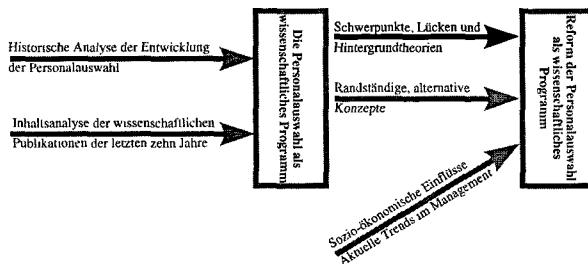 Historische Analyse der Entwicklung
der Personalauswahl
Inhaltsanalyse der wissenschaftlichen
Publikationen der letzten zehn Jahre
Die Personalauswahl als
wissenschaftliches Programm
Schwerpunkte, Lücken und
Hintergrundtheorien
Randständige, alternative
Konzepte
Sozio-ökonomische Einflüsse
Aktuelle Trends im Management
Reform der Personalauswahl
als wissenschaftliches
Programm